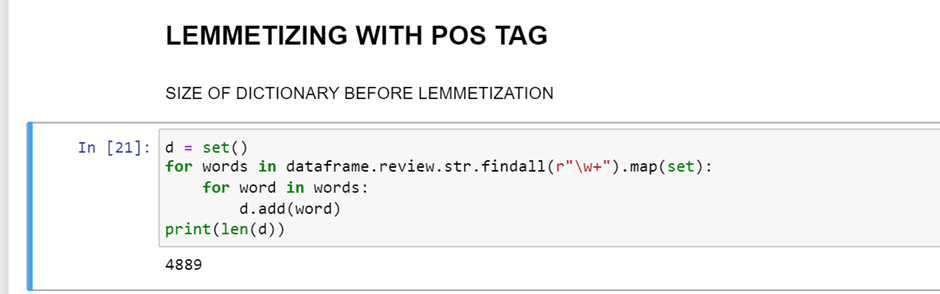 LEMMETIZING WITH POS TAG
SIZE OF DICTIONARY BEFORE LEMMETIZATION
In [21]: d = set()
for words in dataframe.review.str.findall(r"\w+").map(set):
    for word in words:
        d.add(word)
print(len(d))
4889